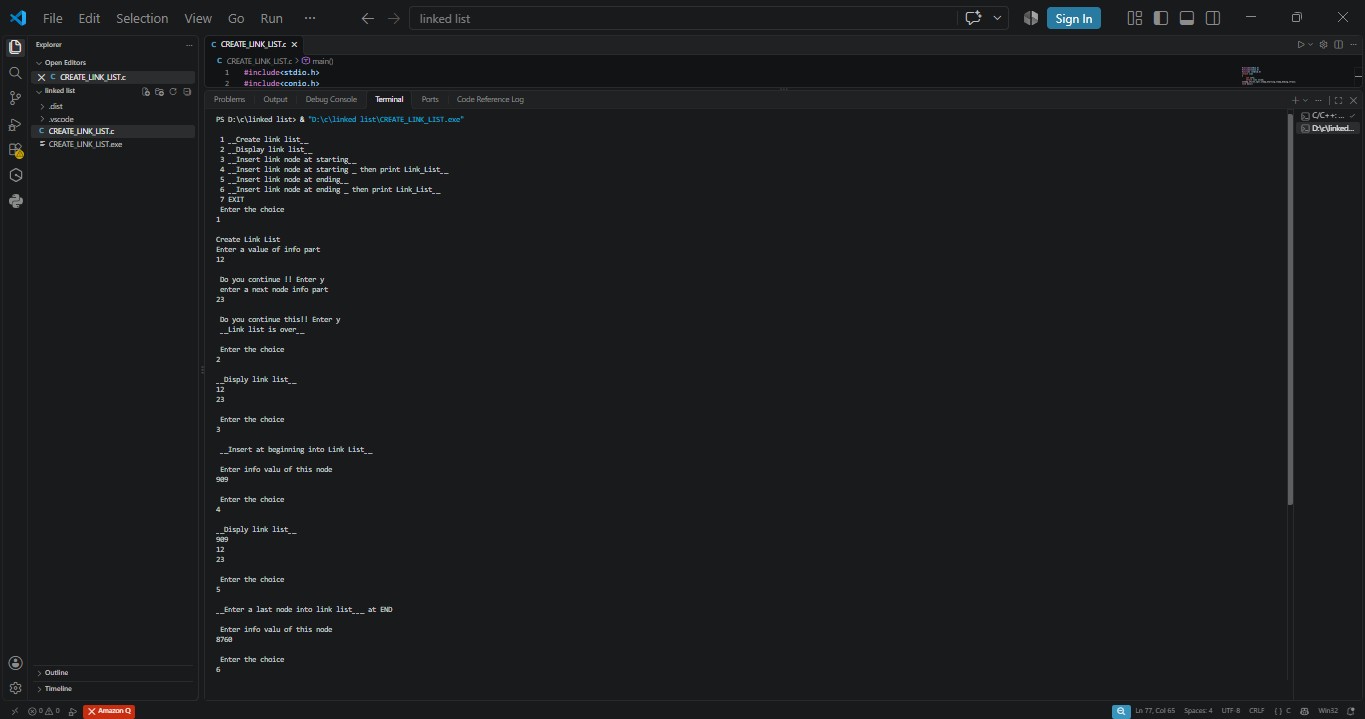 File Edit Selection View Go Run ···
linked list
Sign In
Explorer
Open Editors
CREATE_LINK_LIST.c
linked list
.dist
.vscode
C CREATE_LINK_LIST.c
CREATE_LINK_LIST.exe
Outline
Timeline
C CREATE_LINK_LIST.c
C CREATE_LINK_LIST.c > main()
1 #include<stdio.h>
2 #include<conio.h>
Problems Output Debug Console Terminal Ports Code Reference Log
C/C++: ...
D:\c\linked...
PS D:\c\linked list> & "D:\c\linked list\CREATE_LINK_LIST.exe"
1 __Create link list__
2 __Display link list__
3 __Insert link node at starting__
4 __Insert link node at starting _ then print Link_List__
5 __Insert link node at ending__
6 __Insert link node at ending _ then print Link_List__
7 EXIT
Enter the choice
1
Create Link List
Enter a value of info part
12
Do you continue !! Enter y
enter a next node info part
23
Do you continue this!! Enter y
__Link list is over__
Enter the choice
2
__Disply link list__
12
23
Enter the choice
3
__Insert at beginning into Link List__
Enter info valu of this node
909
Enter the choice
4
__Disply link list__
909
12
23
Enter the choice
5
__Enter a last node into link list___ at END
Enter info valu of this node
8760
Enter the choice
6
0 0 Amazon Q
Ln 77, Col 65 Spaces: 4 UTF-8 CRLF {} C Win32